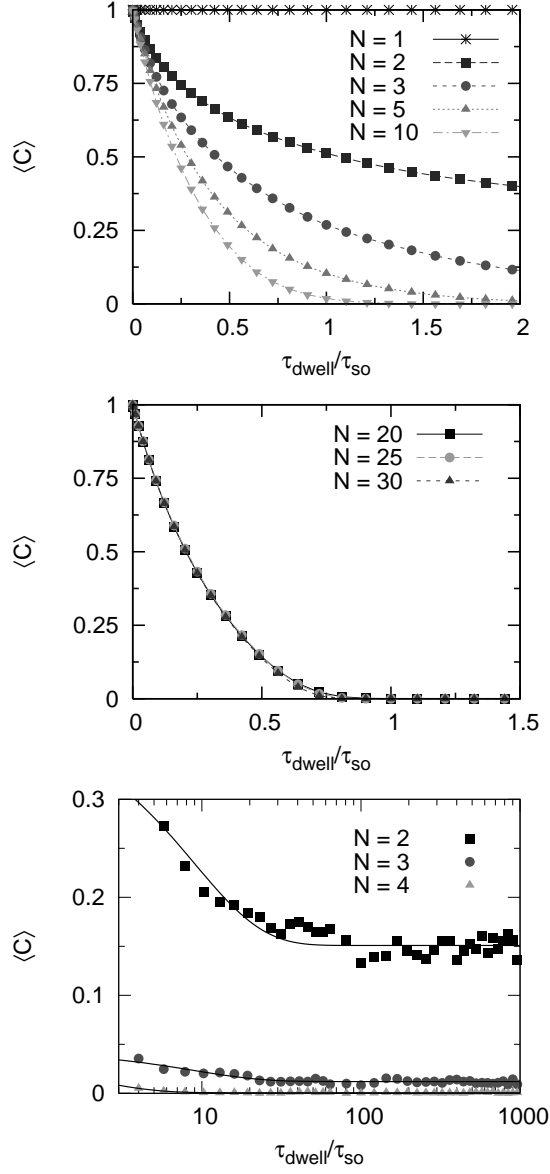 ⟨C⟩
1
0.75
0.5
0.25
0
N = 1
N = 2
N = 3
N = 5
N = 10
0 0.5 1 1.5 2
τdwell/τso
⟨C⟩
1
0.75
0.5
0.25
0
N = 20
N = 25
N = 30
0 0.5 1 1.5
τdwell/τso
⟨C⟩
0.3
0.2
0.1
0
N = 2
N = 3
N = 4
10 100 1000
τdwell/τso